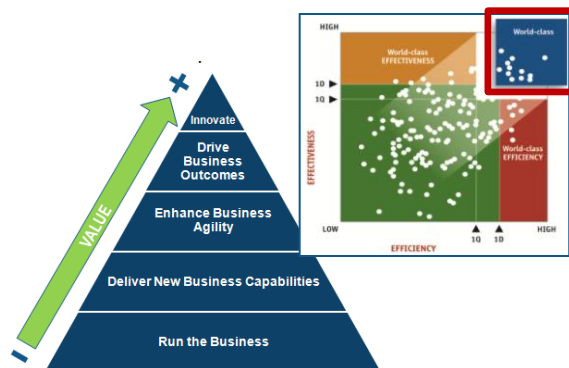 +
Innovate
Drive
Business
Outcomes
Enhance Business
Agility
Deliver New Business Capabilities
Run the Business
VALUE
–
HIGH
World-class
EFFECTIVENESS
World-class
1D
1Q
EFFECTIVENESS
World-class
EFFICIENCY
LOW
1Q
1D
HIGH
EFFICIENCY